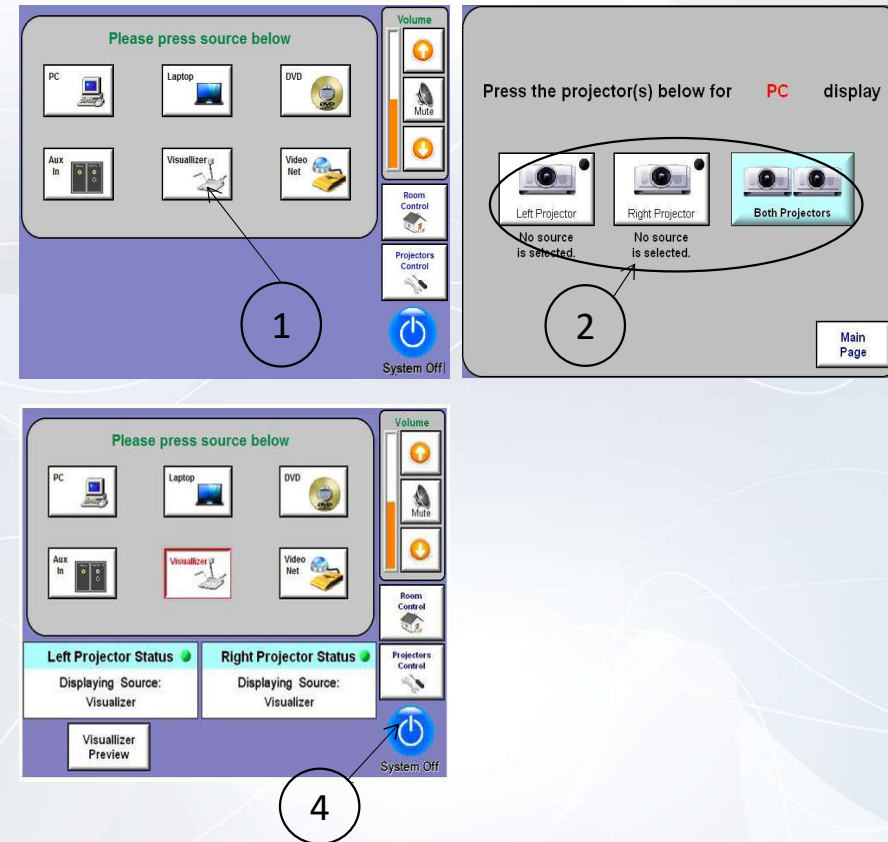 Please press source below
PC
Laptop
DVD
Aux
In
Visuallizer
Video
Net
Volume
Mute
Room
Control
Projectors
Control
System Off
1
Press the projector(s) below for PC display
Left Projector
Right Projector
Both Projectors
No source
is selected.
No source
is selected.
2
Main
Page
Please press source below
PC
Laptop
DVD
Aux
In
Visuallizer
Video
Net
Volume
Mute
Room
Control
Projectors
Control
Left Projector Status
Displaying Source:
Visualizer
Right Projector Status
Displaying Source:
Visualizer
Visuallizer
Preview
System Off
4